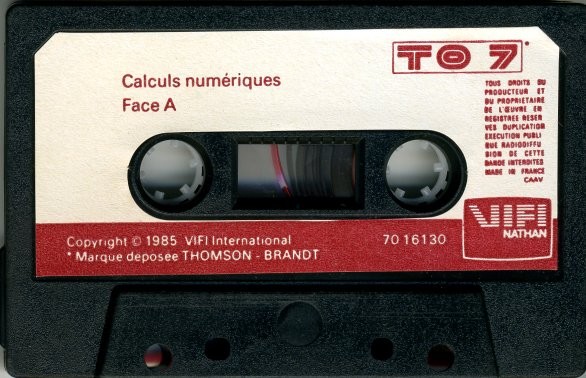 TO 7*
Calculs numériques
Face A
TOUS DROITS DU
PRODUCTEUR ET
DU PROPRIETAIRE
DE L'ŒUVRE EN
REGISTREE RESER
VES DUPLICATION
EXECUTION PUBLI
QUE RADIODIFFU
SION DE CETTE
BANDE INTERDITES
MADE IN FRANCE
CAAV
VIFI
NATHAN
Copyright © 1985 VIFI International
70 16130
* Marque deposée THOMSON - BRANDT